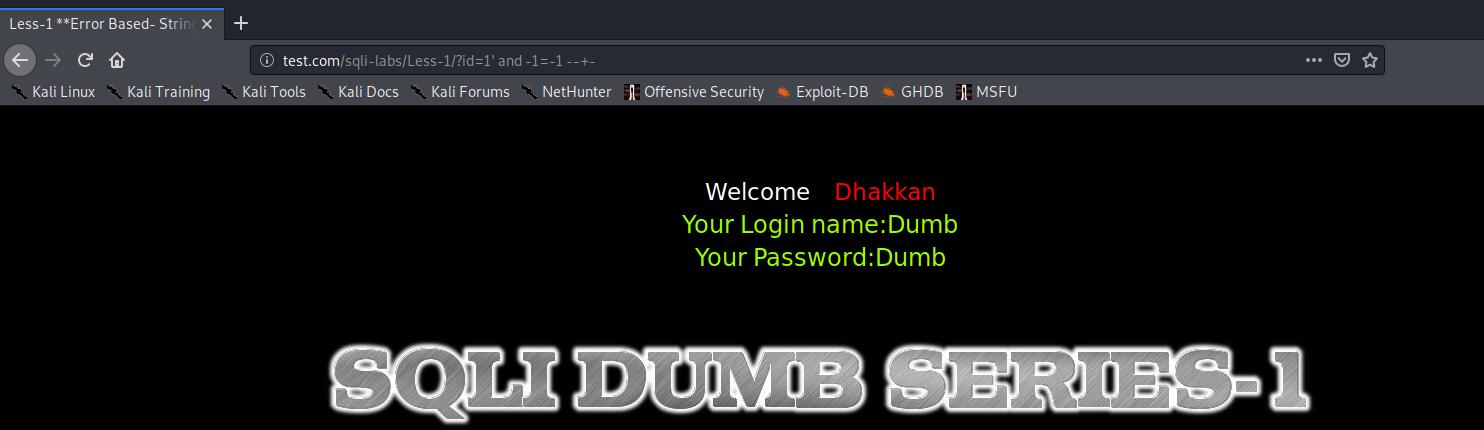 Less-1 **Error Based- String
test.com/sqli-labs/Less-1/?id=1' and -1=-1 --+-
Kali Linux Kali Training Kali Tools Kali Docs Kali Forums NetHunter Offensive Security Exploit-DB GHDB MSFU
Welcome Dhakkan
Your Login name:Dumb
Your Password:Dumb
SQLI DUMB SERIES-1